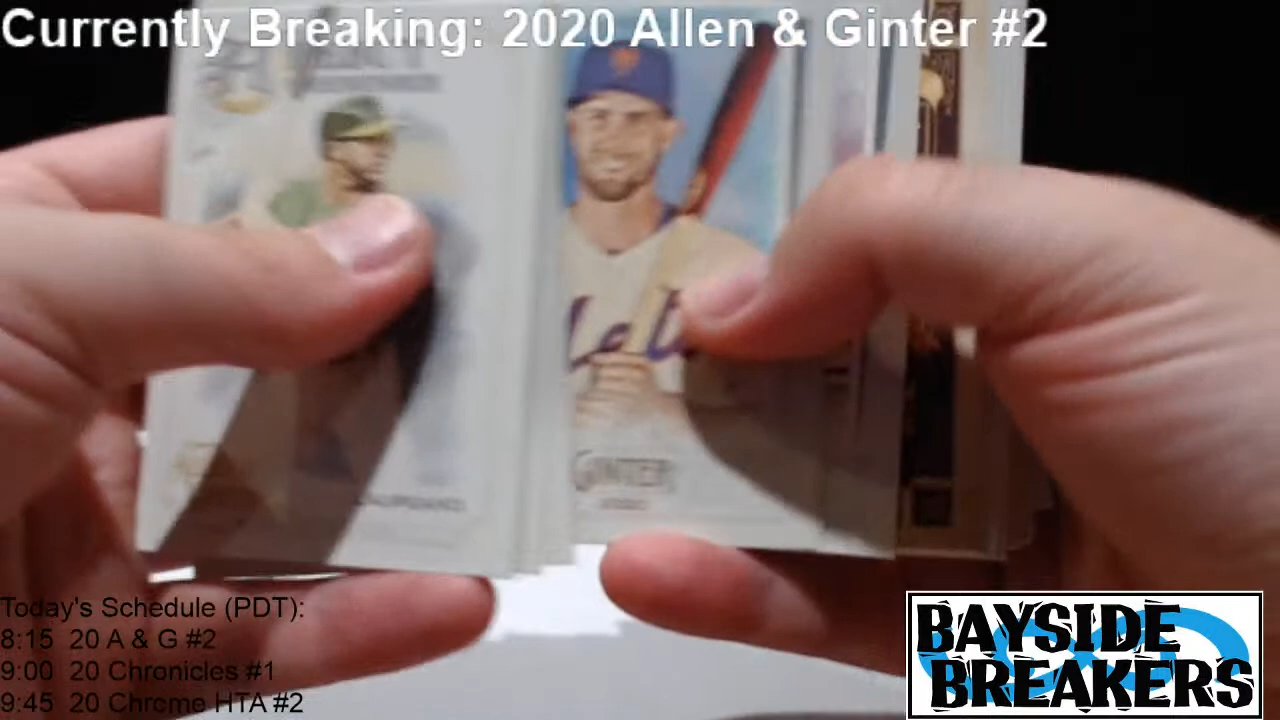 Currently Breaking: 2020 Allen & Ginter #2
GINTER
Today's Schedule (PDT):
8:15 20 A & G #2
9:00 20 Chronicles #1
9:45 20 Chrome HTA #2
BAYSIDE
BREAKERS